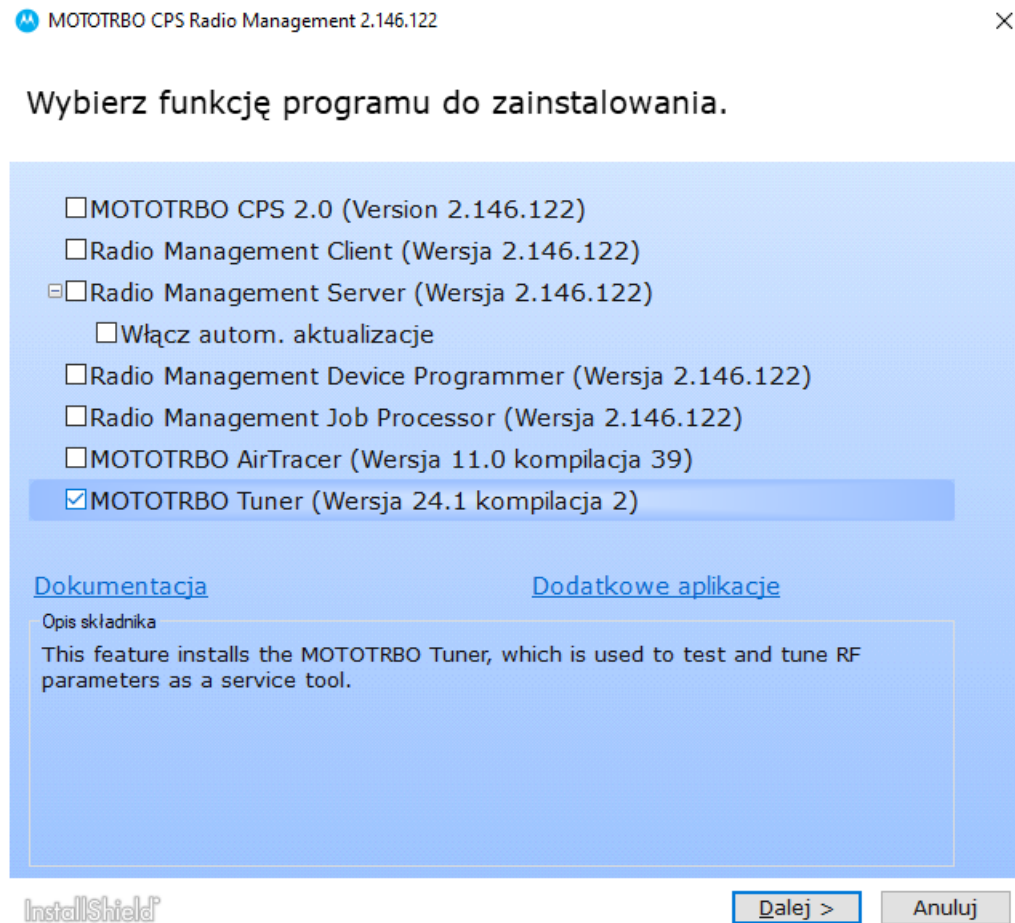 MOTOTRBO CPS Radio Management 2.146.122
Wybierz funkcję programu do zainstalowania.
MOTOTRBO CPS 2.0 (Version 2.146.122)
Radio Management Client (Wersja 2.146.122)
Radio Management Server (Wersja 2.146.122)
Włącz autom. aktualizacje
Radio Management Device Programmer (Wersja 2.146.122)
Radio Management Job Processor (Wersja 2.146.122)
MOTOTRBO AirTracer (Wersja 11.0 kompilacja 39)
MOTOTRBO Tuner (Wersja 24.1 kompilacja 2)
Dokumentacja Dodatkowe aplikacje
Opis składnika
This feature installs the MOTOTRBO Tuner, which is used to test and tune RF
parameters as a service tool.
InstallShield Dalej > Anuluj